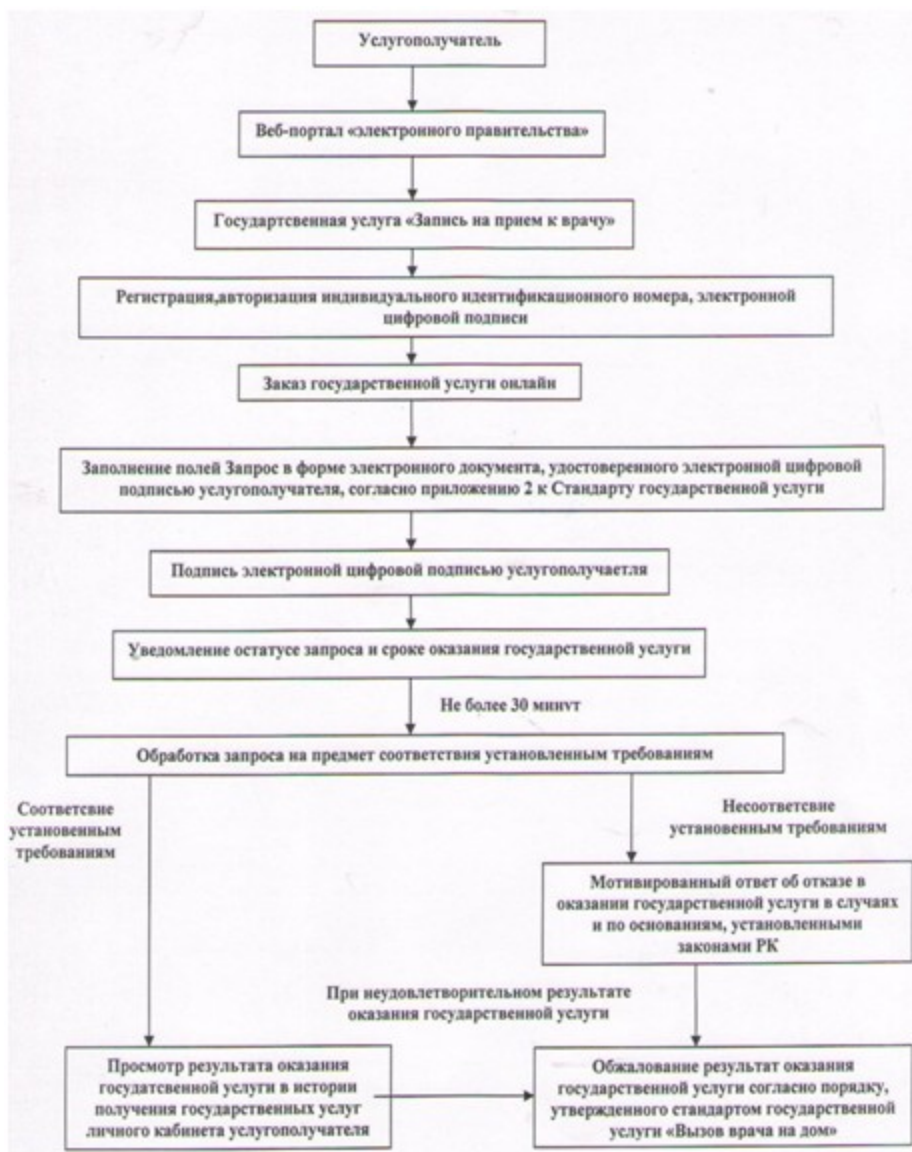 Услугополучатель
Веб-портал «электронного правительства»
Государтсвенная услуга «Запись на прием к врачу»
Регистрация,авторизация индивидуального идентификационного номера, электронной
цифровой подписи
Заказ государственной услуги онлайн
Заполнение полей Запрос в форме электронного документа, удостоверенного электронной цифровой
подписью услугополучателя, согласно приложению 2 к Стандарту государственной услуги
Подпись электронной цифровой подписью услугополучаетля
Уведомление остатусе запроса и сроке оказания государственной услуги
Не более 30 минут
Обработка запроса на предмет соответствия установленным требованиям
Соответсвие
установенным
требованиям
Несоответсвие
установенным требованиям
Мотивированный ответ об отказе в
оказании государственной услуги в случаях
и по основаниям, установленными
законами РК
При неудовлетворительном результате
оказания государственной услуги
Просмотр результата оказания
государтсвенной услуги в истории
получения государственных услуг
личного кабинета услугополучателя
Обжалование результат оказания
государственной услуги согласно порядку,
утвержденного стандартом государственной
услуги «Вызов врача на дом»